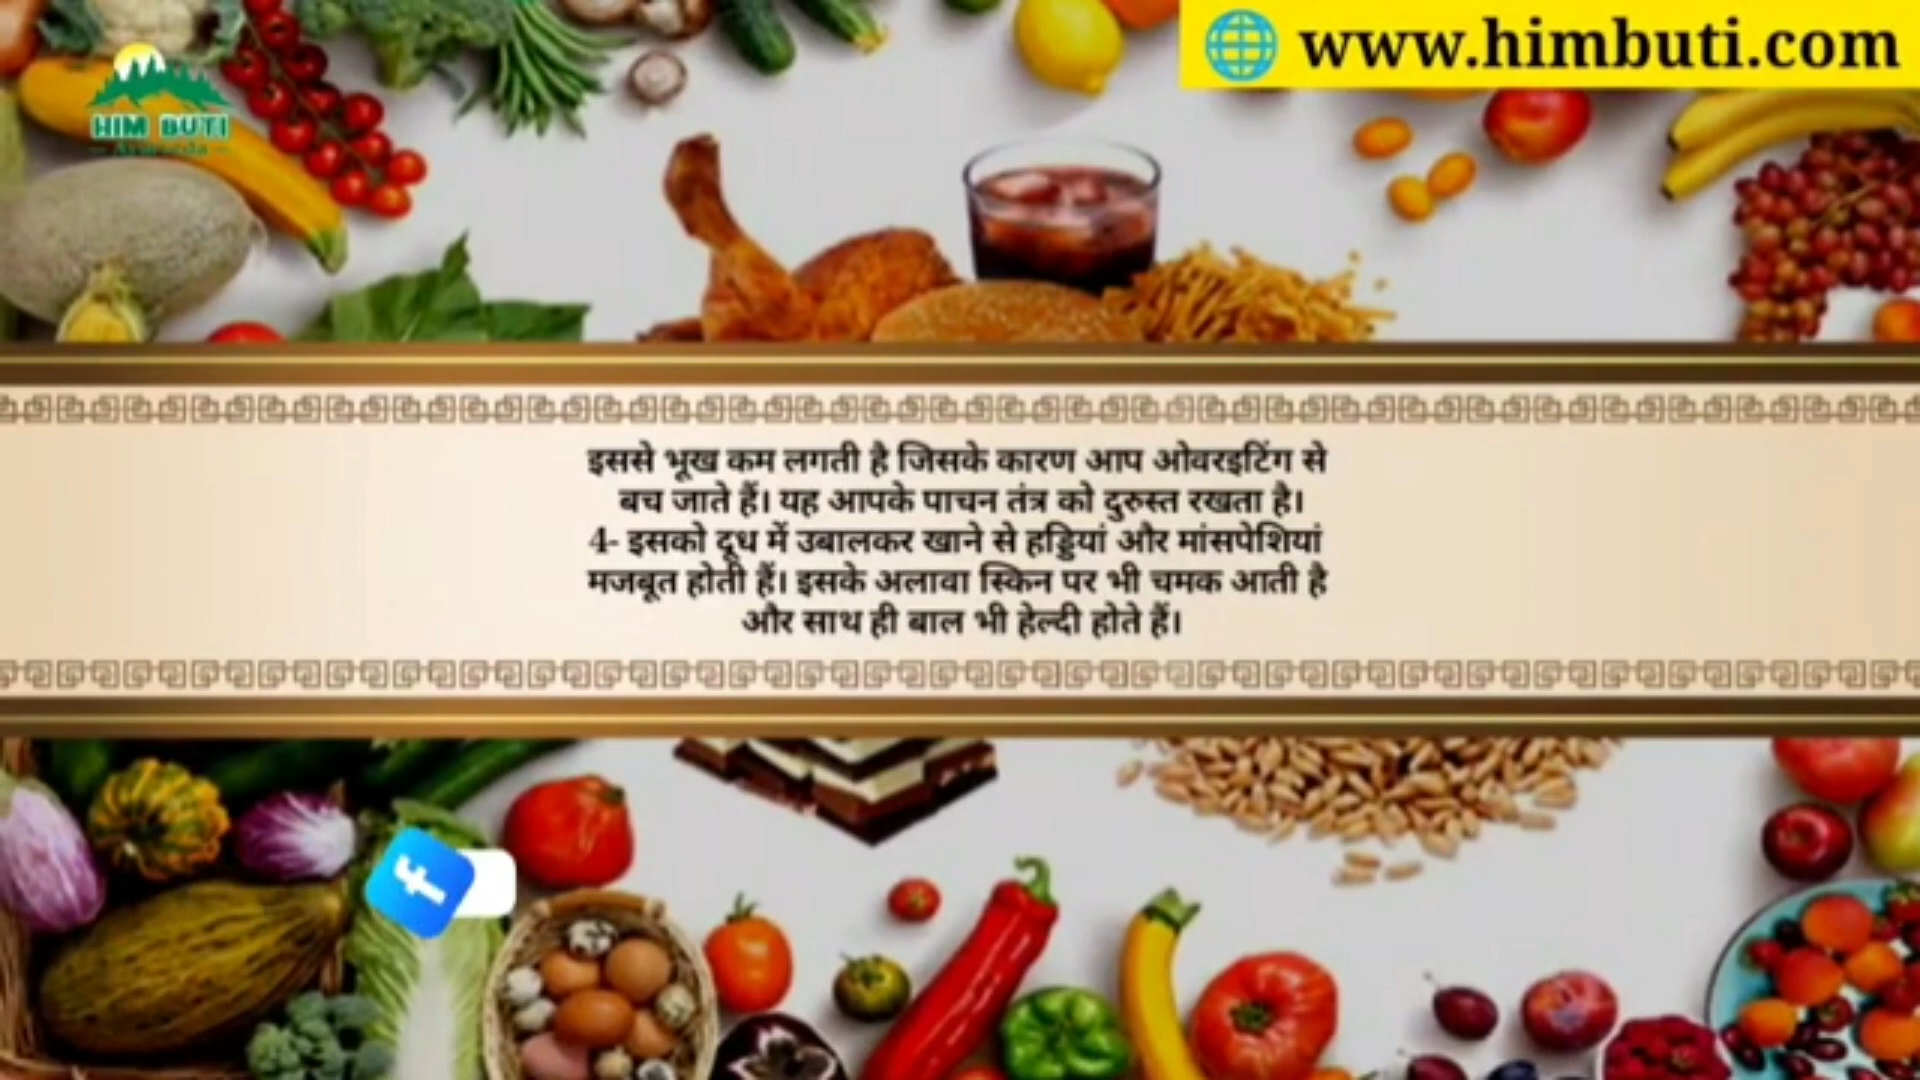 www.himbuti.com
HIM BUTI
Ayurveda
इससे भूख कम लगती है जिसके कारण आप ओवरइटिंग से
बच जाते हैं। यह आपके पाचन तंत्र को दुरुस्त रखता है।
4- इसको दूध में उबालकर खाने से हड्डियां और मांसपेशियां
मजबूत होती हैं। इसके अलावा स्किन पर भी चमक आती है
और साथ ही बाल भी हेल्दी होते हैं।